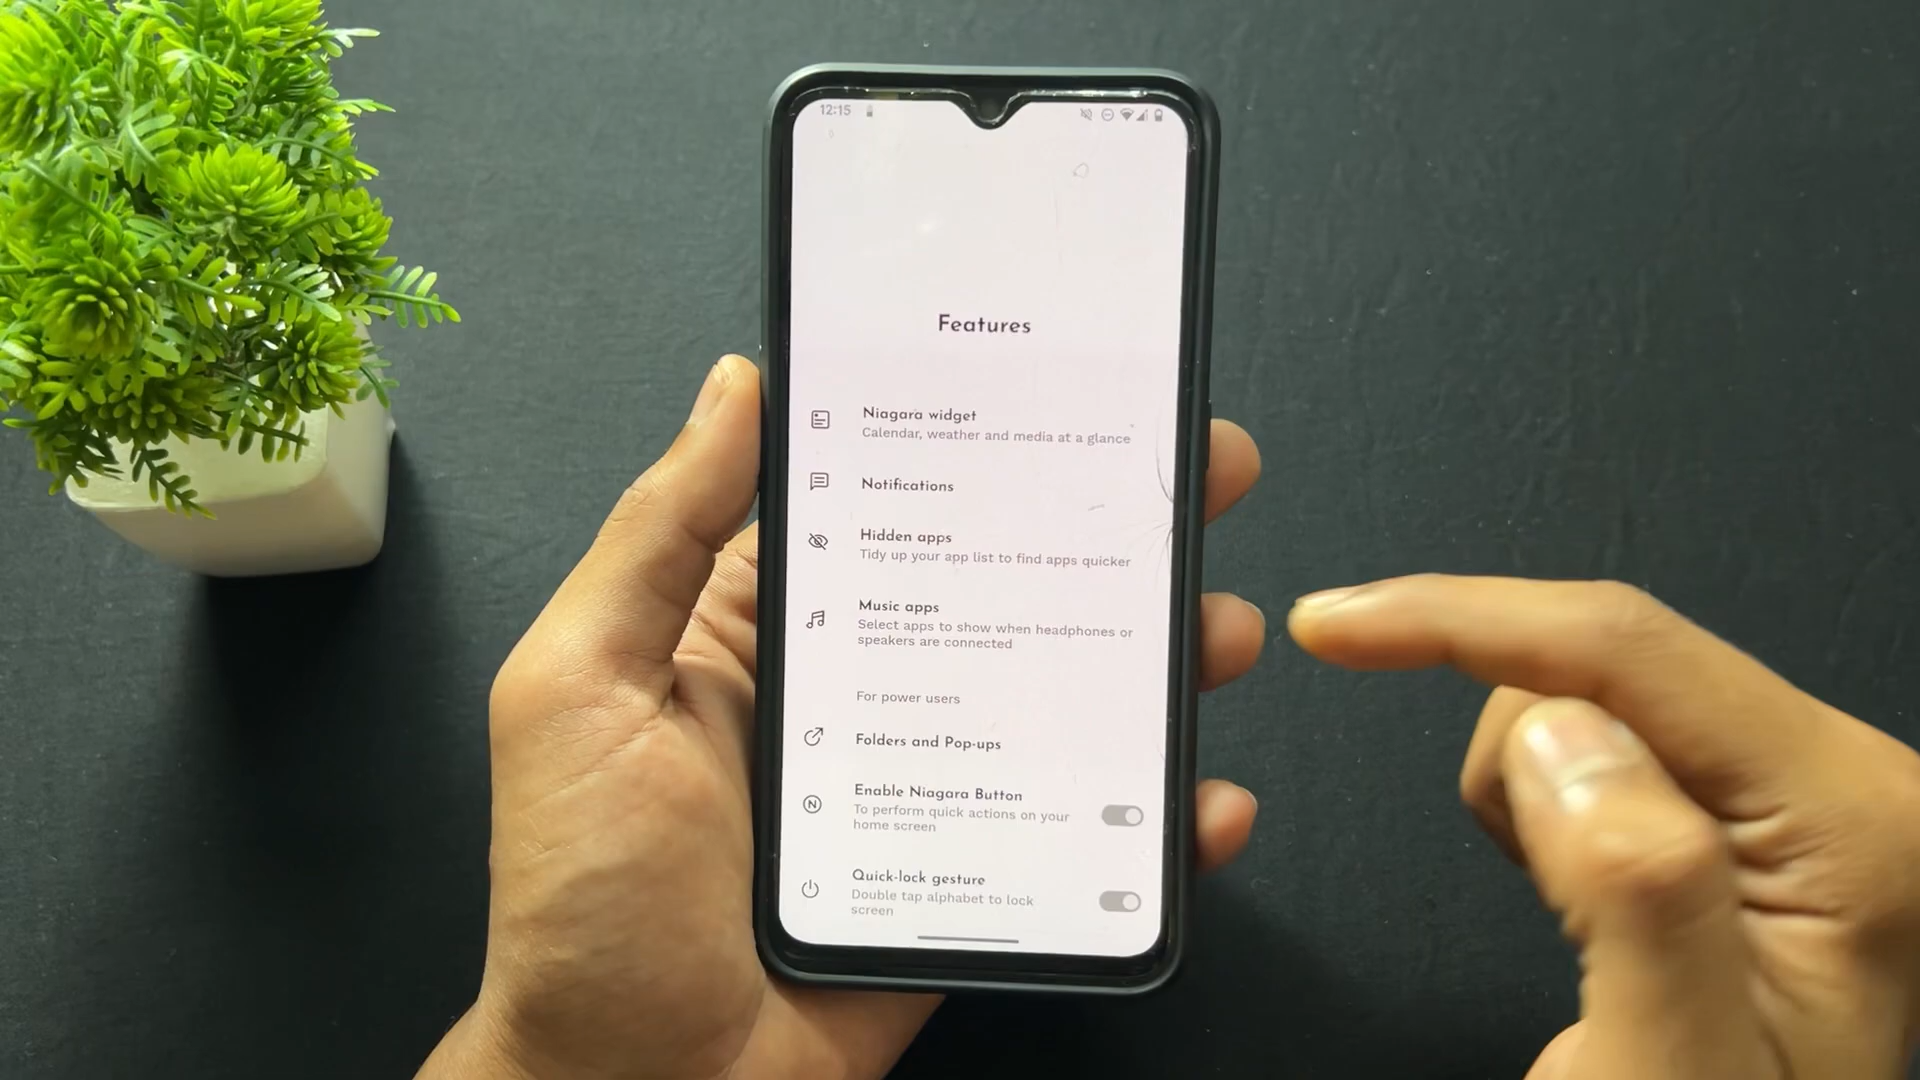 12:15
Features
Niagara widget
Calendar, weather and media at a glance
Notifications
Hidden apps
Tidy up your app list to find apps quicker
Music apps
Select apps to show when headphones or
speakers are connected
For power users
Folders and Pop-ups
N
Enable Niagara Button
To perform quick actions on your
home screen
Quick-lock gesture
Double tap alphabet to lock
screen